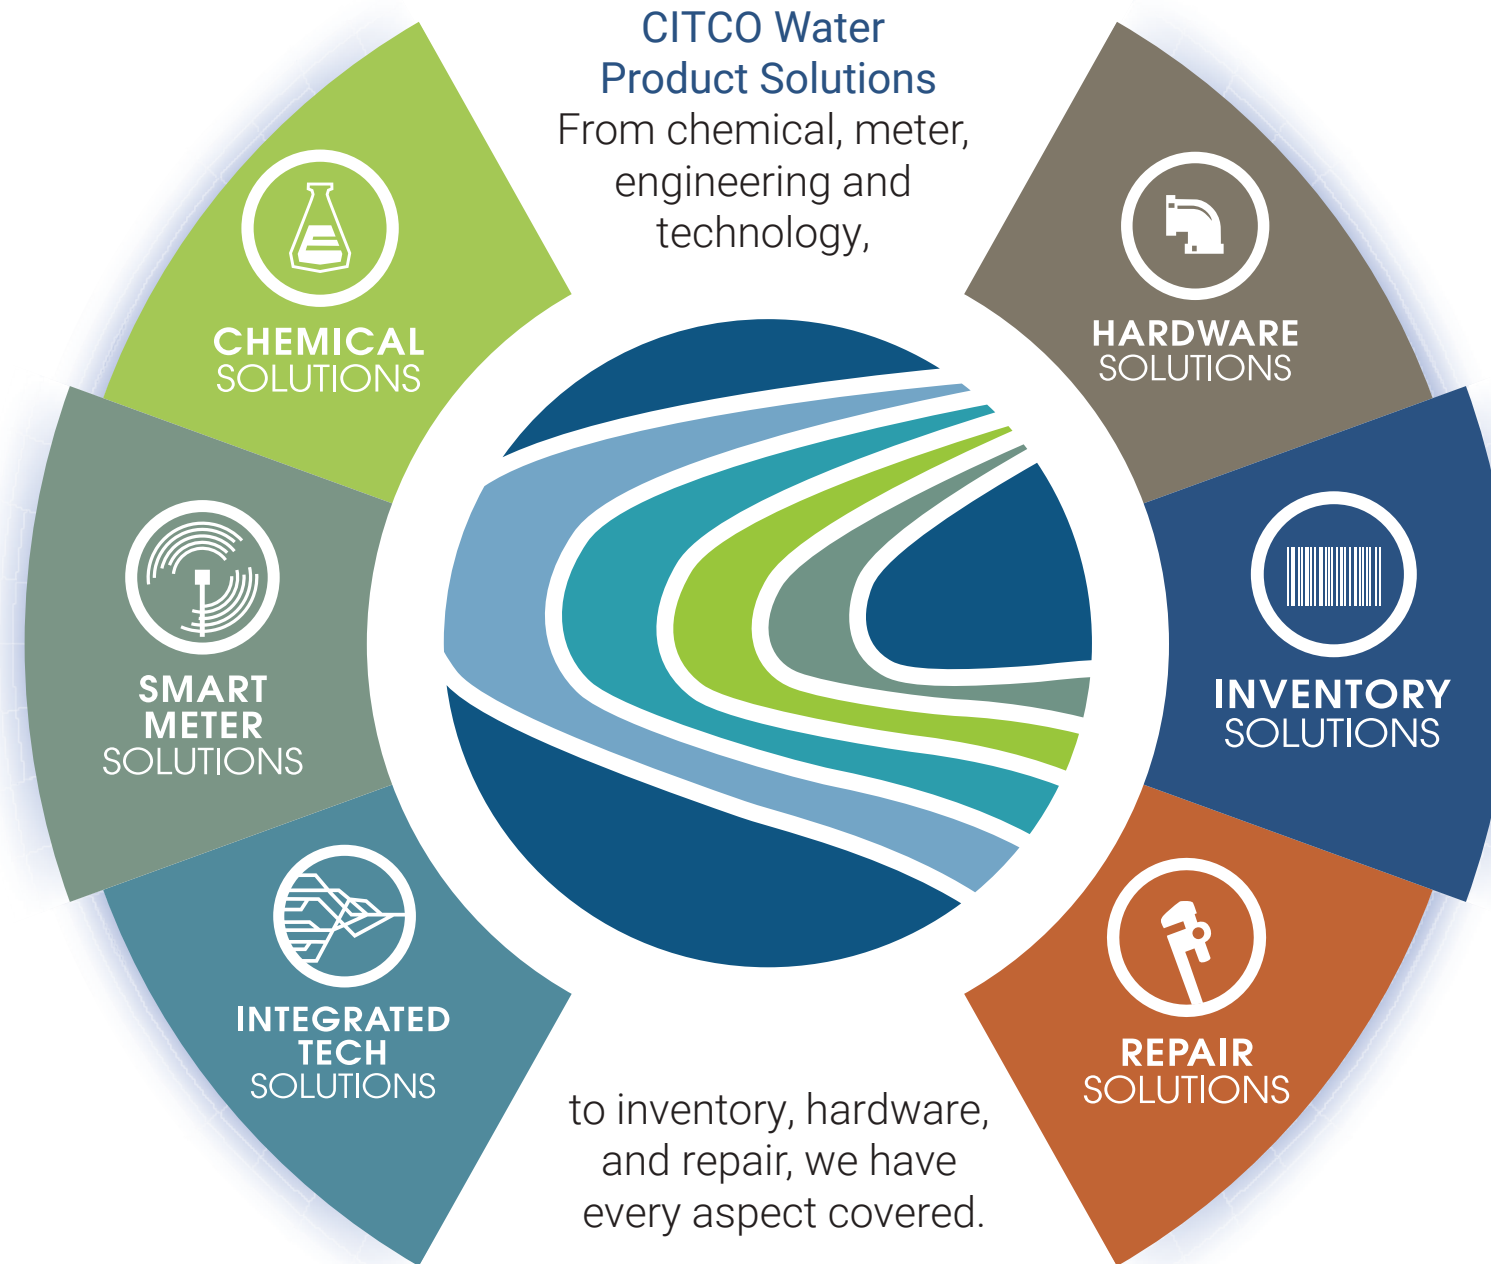 CITCO Water
Product Solutions
From chemical, meter,
engineering and
technology,
CHEMICAL
SOLUTIONS
SMART
METER
SOLUTIONS
INTEGRATED
TECH
SOLUTIONS
HARDWARE
SOLUTIONS
INVENTORY
SOLUTIONS
REPAIR
SOLUTIONS
to inventory, hardware,
and repair, we have
every aspect covered.